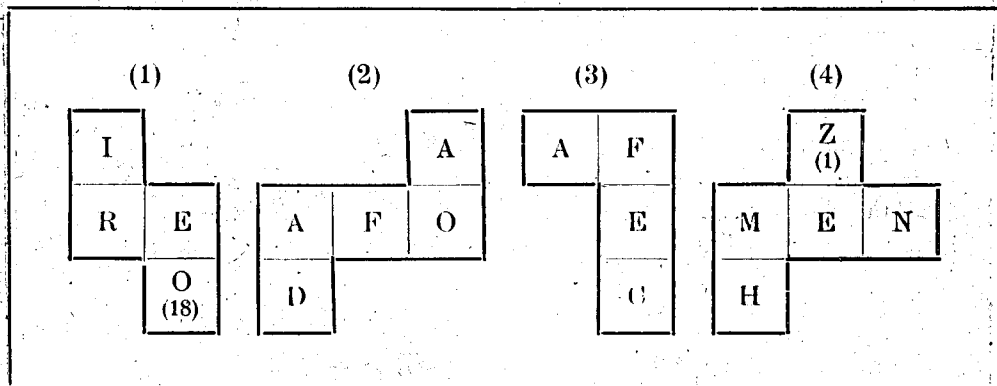 (1) (2) (3) (4)
I A A F Z
(1)
R E A F O E M E N
O
(18)
D C H